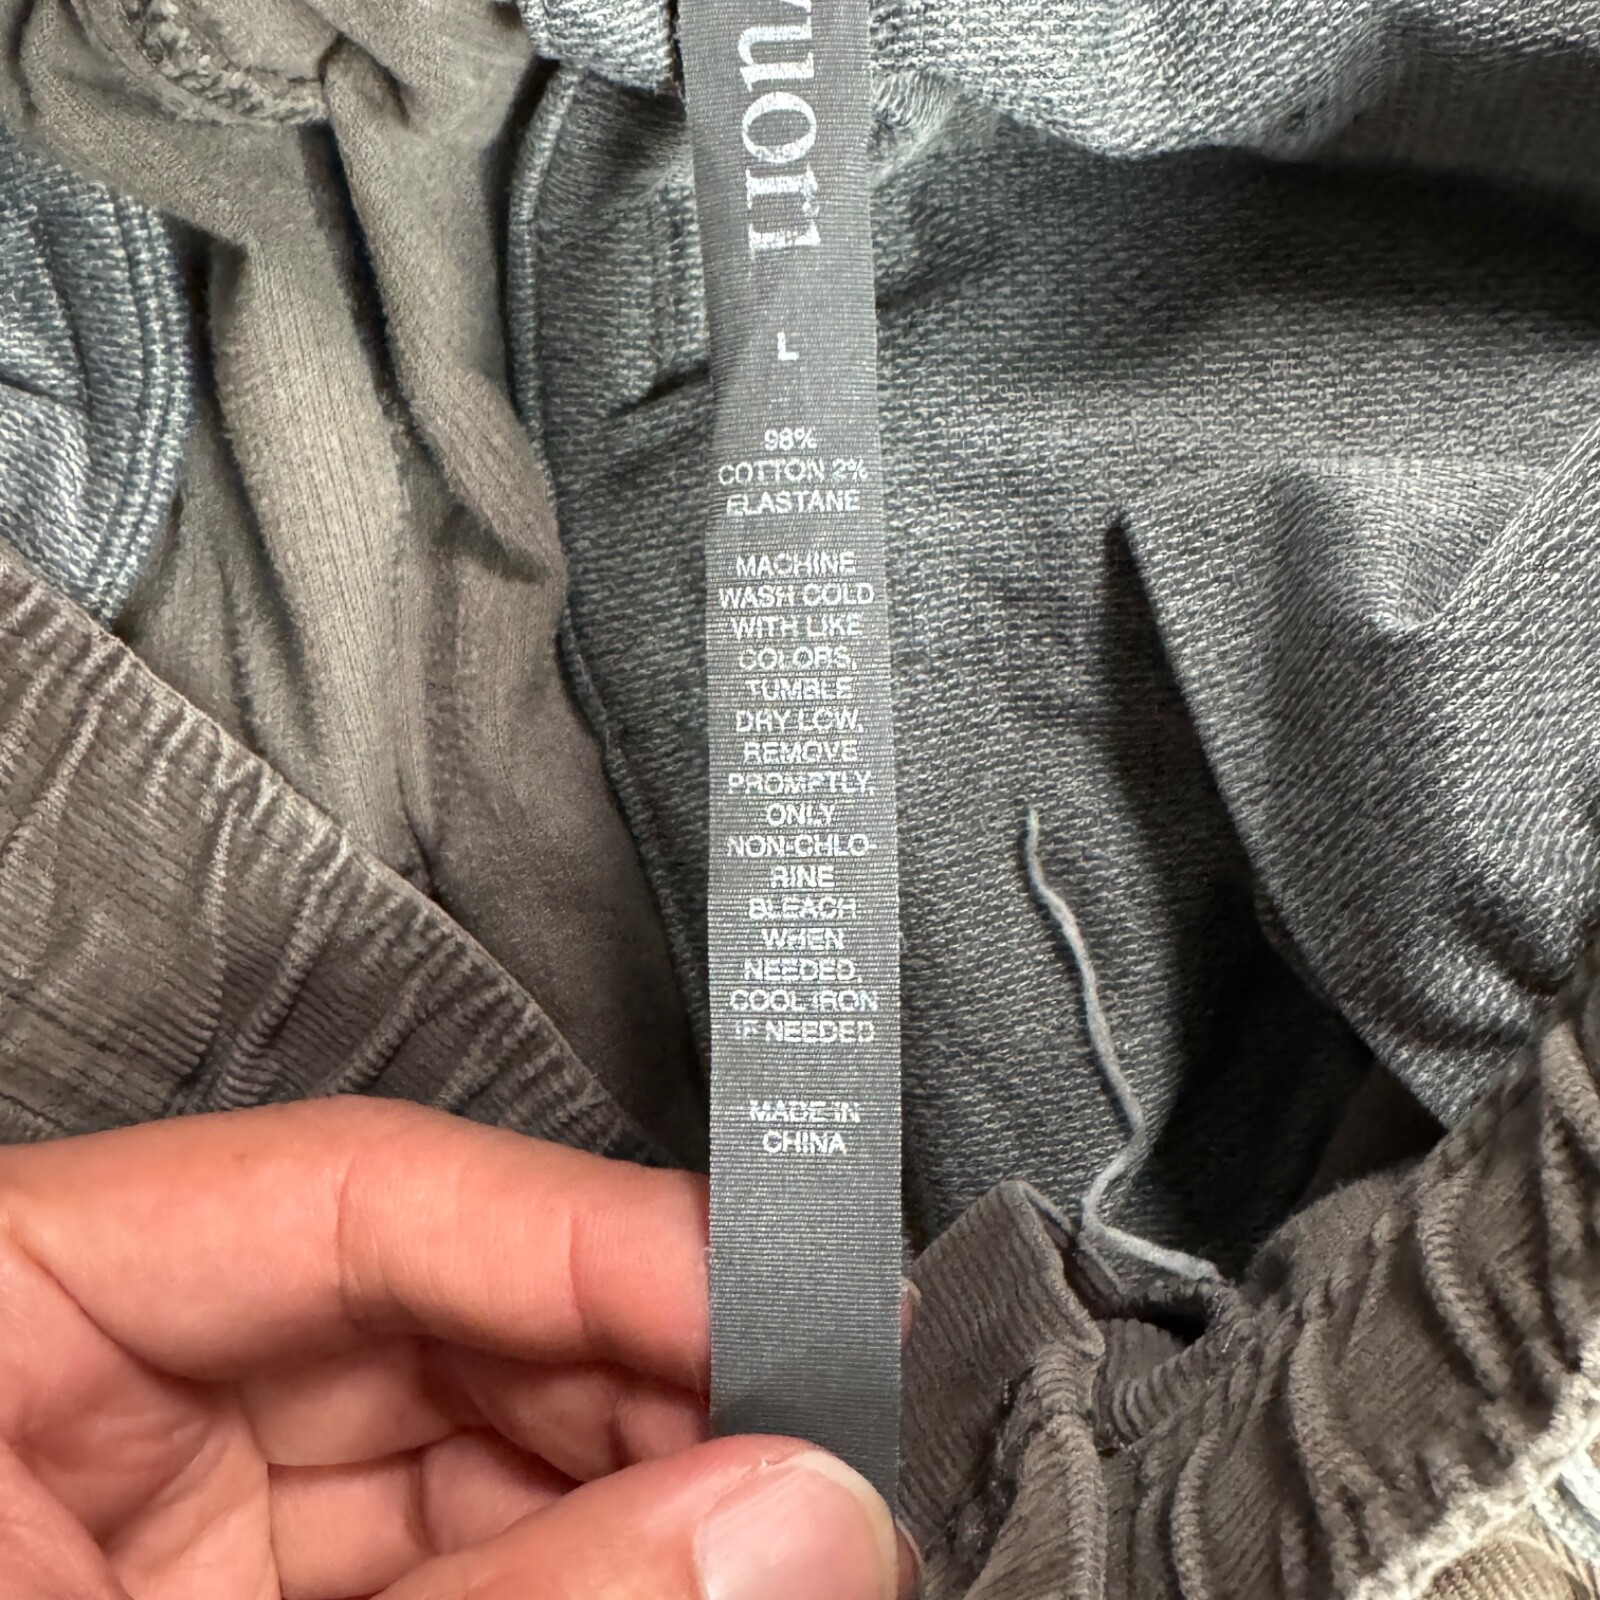 vuori
L
98%
COTTON 2%
ELASTANE
MACHINE
WASH COLD
WITH LIKE
COLORS,
TUMBLE
DRY LOW,
REMOVE
PROMPTLY,
ONLY
NON-CHLO-
RINE
BLEACH
WHEN
NEEDED,
COOL IRON
IF NEEDED
MADE IN
CHINA